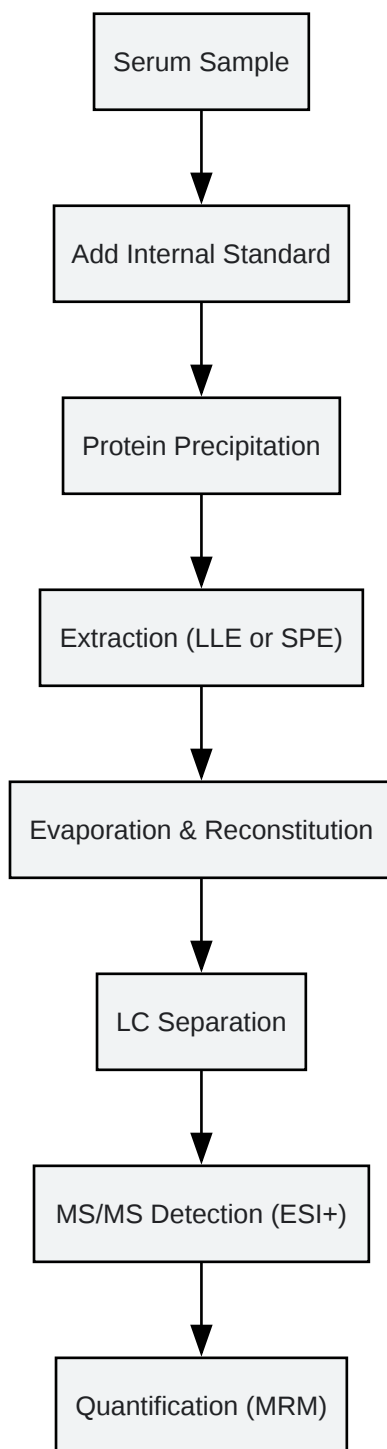 Serum Sample
Add Internal Standard
Protein Precipitation
Extraction (LLE or SPE)
Evaporation & Reconstitution
LC Separation
MS/MS Detection (ESI+)
Quantification (MRM)